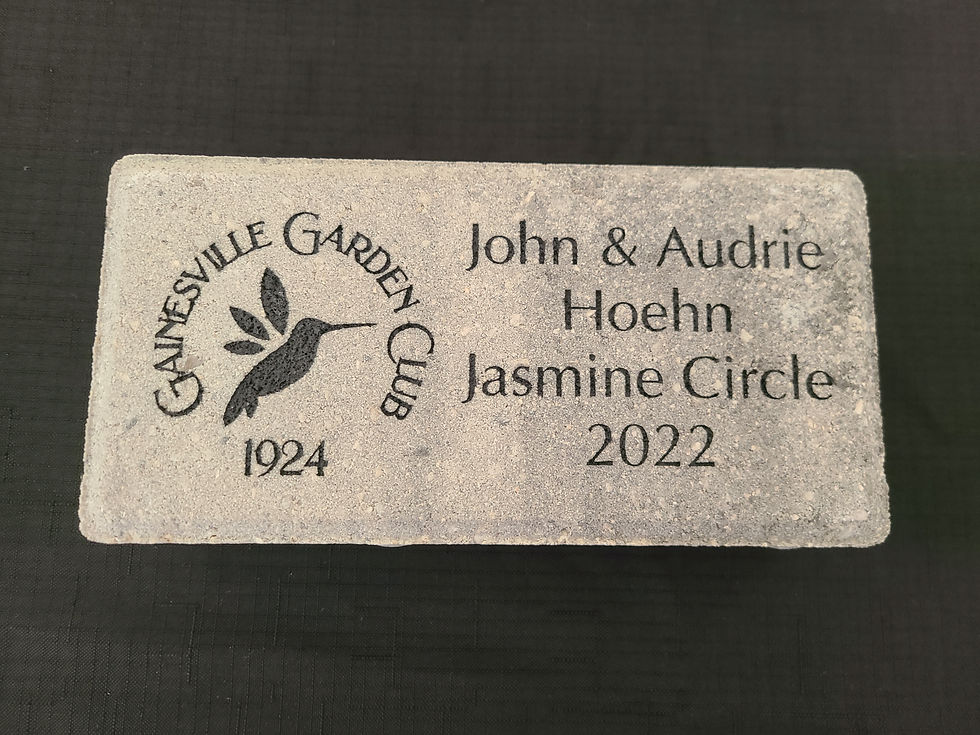 GAINESVILLE GARDEN CLUB
1924
John & Audrie
Hoehn
Jasmine Circle
2022